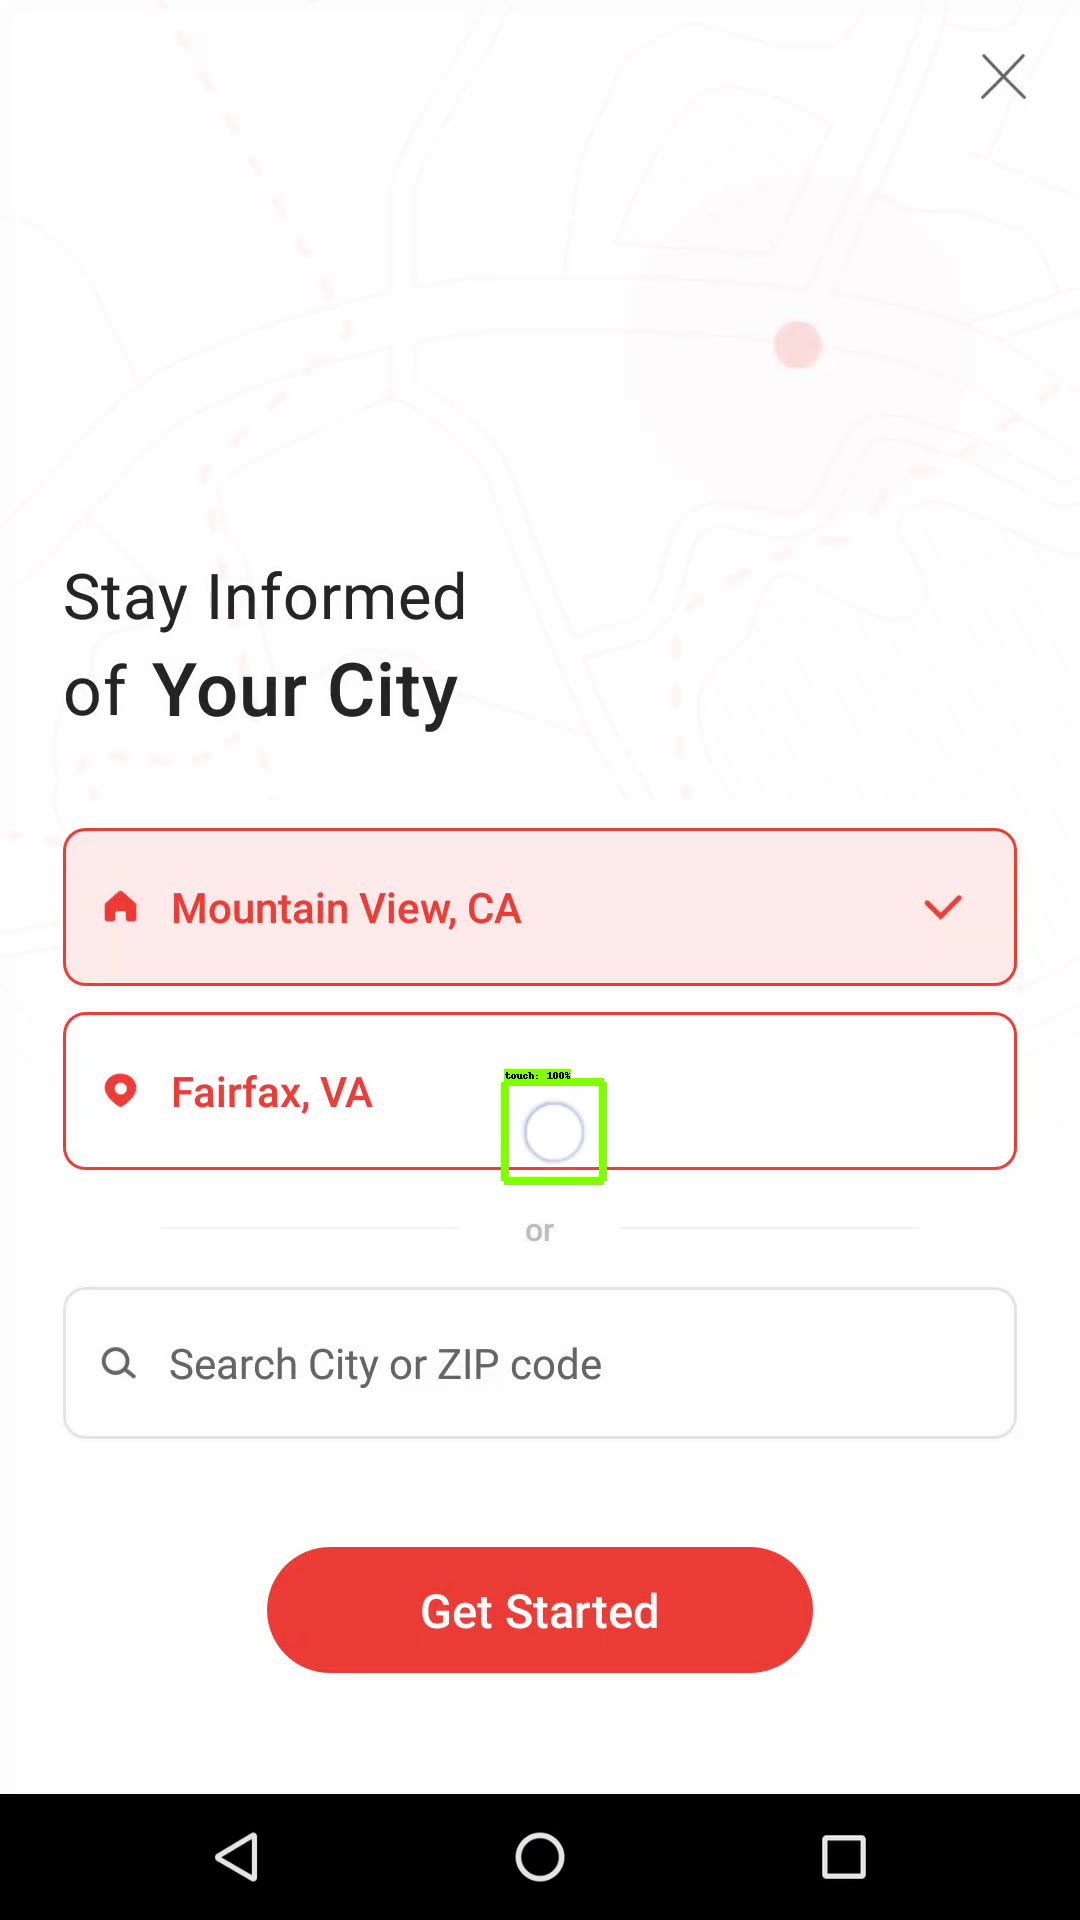 Stay Informed
of Your City
Mountain View, CA
touch: 100%
Fairfax, VA
or
Search City or ZIP code
Get Started